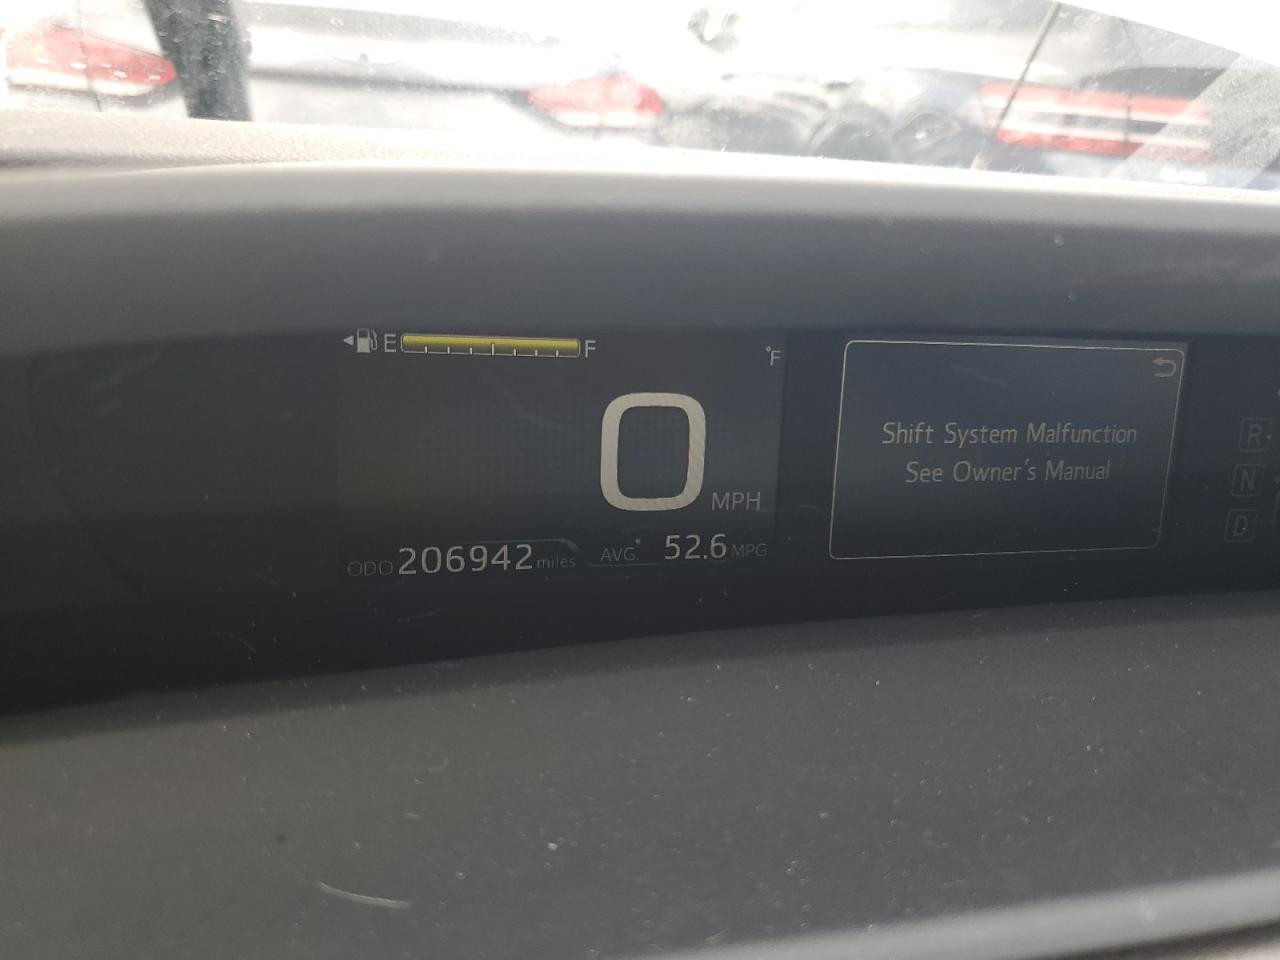 E F
°F
0 MPH
ODO 206942 miles AVG. 52.6 MPG
Shift System Malfunction
See Owner's Manual
R
N
D